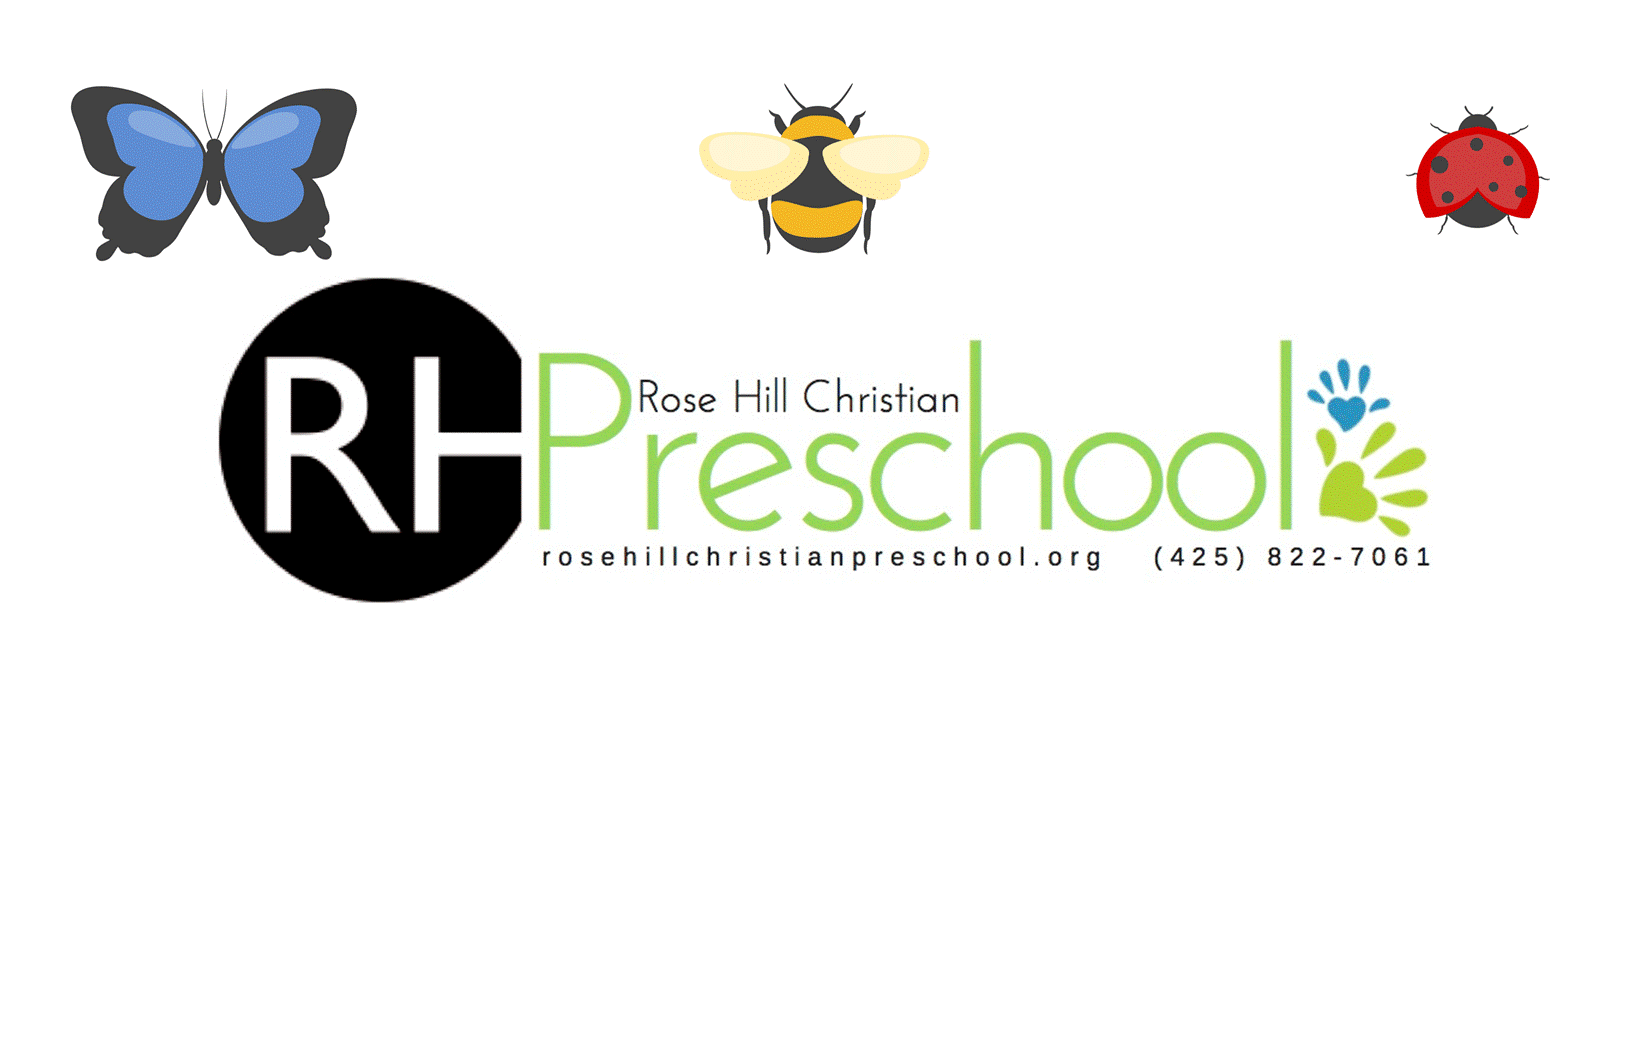 RH
Rose Hill Christian
Preschool
rosehillchristianpreschool.org (425) 822-7061